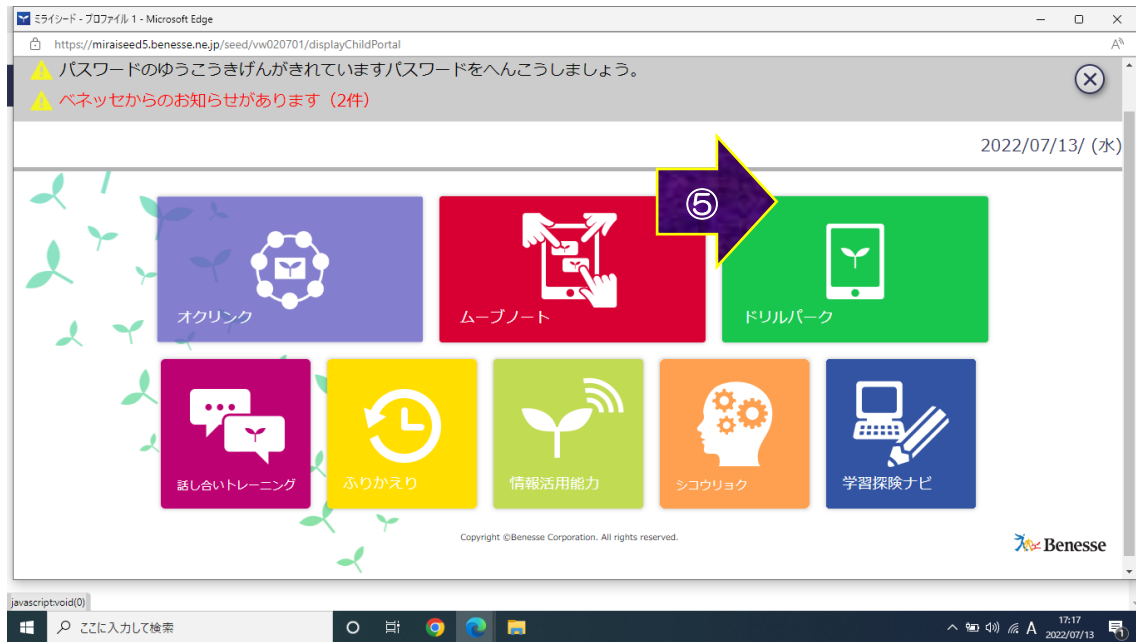 ミライシード - プロファイル 1 - Microsoft Edge
https://miraiseed5.benesse.ne.jp/seed/vw020701/displayChildPortal
パスワードのゆうこうきげんがきれていますパスワードをへんこうしましょう。
ベネッセからのお知らせがあります（2件）
2022/07/13/ (水)
⑤
オクリンク
ムーブノート
ドリルパーク
話し合いトレーニング
ふりかえり
情報活用能力
シコウリョク
学習探険ナビ
Copyright ©Benesse Corporation. All rights reserved.
Benesse
javascript:void(0)
ここに入力して検索
A
17:17
2022/07/13